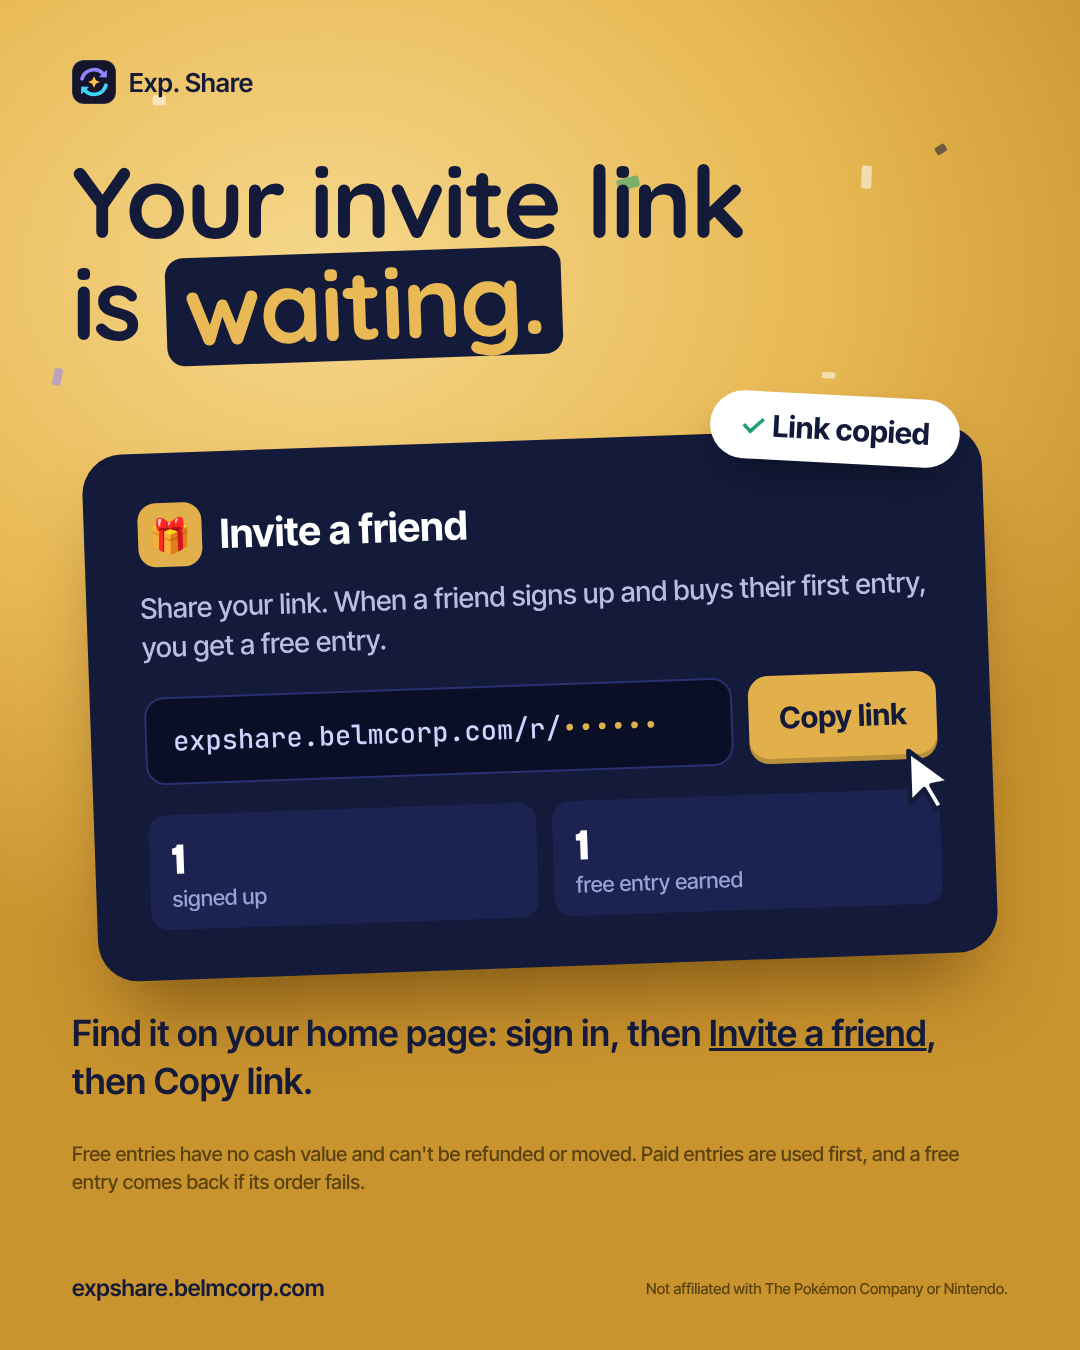 Exp. Share
Your invite link
is waiting.
Link copied
Invite a friend
Share your link. When a friend signs up and buys their first entry,
you get a free entry.
expshare.belmcorp.com/r/••••••
Copy link
1
signed up
1
free entry earned
Find it on your home page: sign in, then Invite a friend,
then Copy link.
Free entries have no cash value and can't be refunded or moved. Paid entries are used first, and a free
entry comes back if its order fails.
expshare.belmcorp.com
Not affiliated with The Pokémon Company or Nintendo.